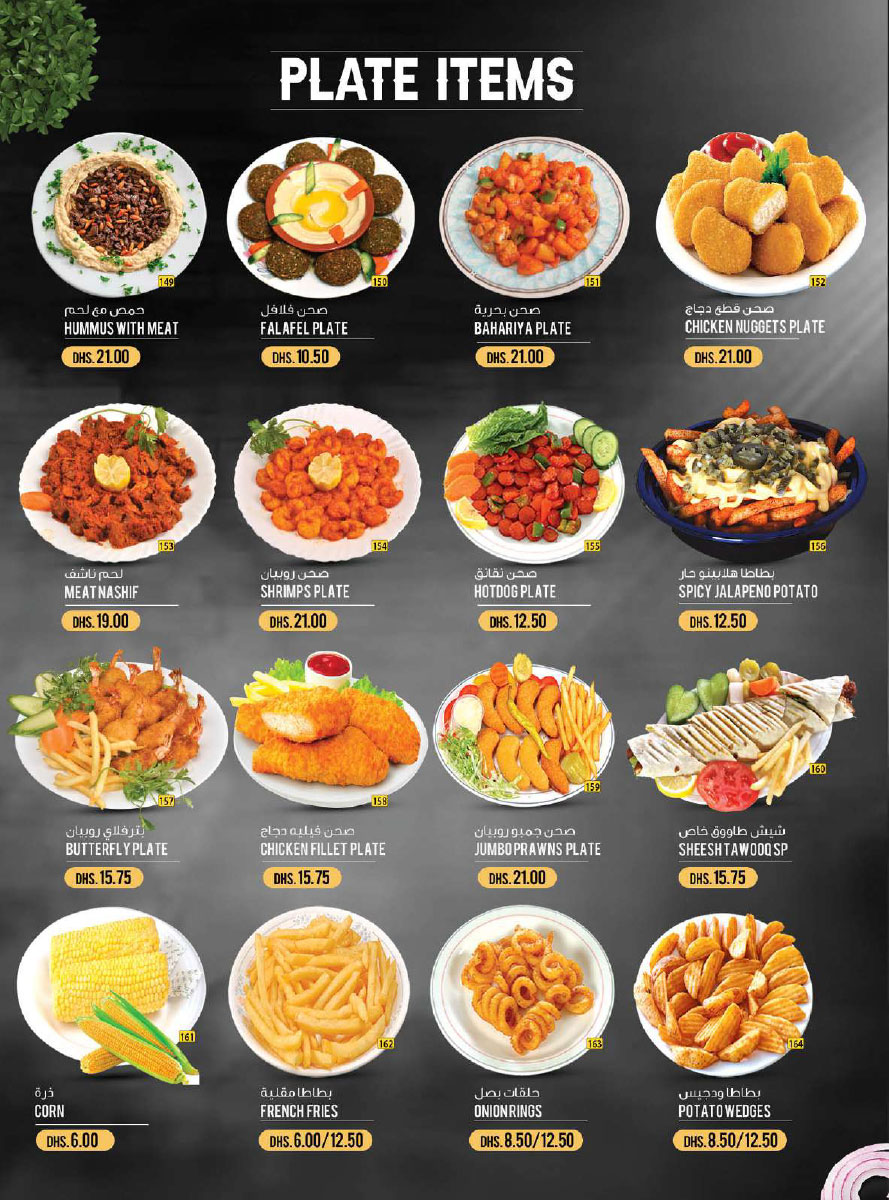 PLATE ITEMS
149
حمص مع لحم
HUMMUS WITH MEAT
DHS. 21.00
150
صحن فلافل
FALAFEL PLATE
DHS. 10.50
151
صحن بحرية
BAHARIYA PLATE
DHS. 21.00
152
صحن قطع دجاج
CHICKEN NUGGETS PLATE
DHS. 21.00
153
لحم ناشف
MEAT NASHIF
DHS. 19.00
154
صحن روبيان
SHRIMPS PLATE
DHS. 21.00
155
صحن نقانق
HOTDOG PLATE
DHS. 12.50
156
بطاطا هلابينو حار
SPICY JALAPENO POTATO
DHS. 12.50
157
بترفلاي روبيان
BUTTERFLY PLATE
DHS. 15.75
158
صحن فيليه دجاج
CHICKEN FILLET PLATE
DHS. 15.75
159
صحن جمبو روبيان
JUMBO PRAWNS PLATE
DHS. 21.00
160
شيش طاووق خاص
SHEESH TAWOOQ SP
DHS. 15.75
161
ذرة
CORN
DHS. 6.00
162
بطاطا مقلية
FRENCH FRIES
DHS. 6.00/12.50
163
حلقات بصل
ONION RINGS
DHS. 8.50/12.50
164
بطاطا ودجيس
POTATO WEDGES
DHS. 8.50/12.50